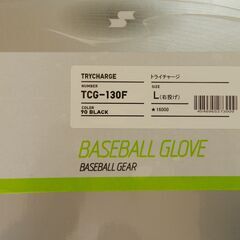 TRYCHARGE
トライチャージ
NUMBER
TCG-130F
SIZE
L(右投げ)
COLOR
90 BLACK
★15000
BASEBALL GLOVE
BASEBALL GEAR